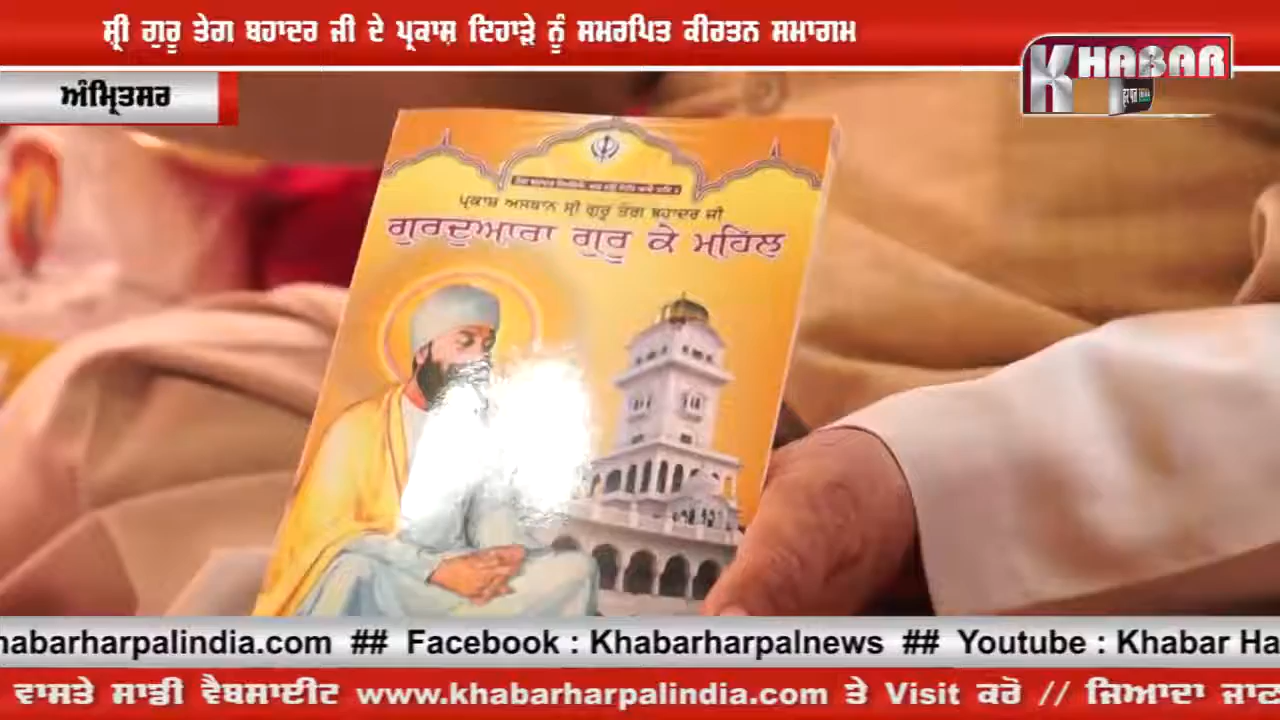 ਸ੍ਰੀ ਗੁਰੂ ਤੇਗ ਬਹਾਦਰ ਜੀ ਦੇ ਪ੍ਰਕਾਸ਼ ਦਿਹਾੜੇ ਨੂੰ ਸਮਰਪਿਤ ਕੀਰਤਨ ਸਮਾਗਮ
KHABAR
ਅੰਮ੍ਰਿਤਸਰ
ਪ੍ਰਕਾਸ਼ ਅਸਥਾਨ ਸ੍ਰੀ ਗੁਰੂ ਤੇਗ ਬਹਾਦਰ ਜੀ
ਗੁਰਦੁਆਰਾ ਗੁਰੂ ਕੇ ਮਹਿਲ
habarharpalindia.com ## Facebook : Khabarharpalnews ## Youtube : Khabar Ha
ਵਾਸਤੇ ਸਾਡੀ ਵੈਬਸਾਈਟ www.khabarharpalindia.com ਤੇ Visit ਕਰੋ // ਜਿਆਦਾ ਜਾਣ